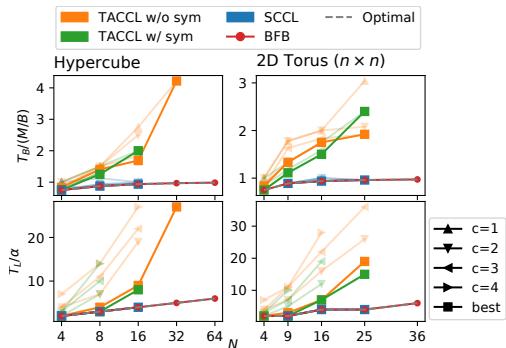 TACCL w/o sym SCCL Optimal
TACCL w/ sym BFB
Hypercube
2D Torus (n × n)
T_B/(M/B)
4
3
2
1
3
2
1
T_L/α
20
10
30
20
10
4 8 16 32 64
4 9 16 25 36
N
c=1
c=2
c=3
c=4
best